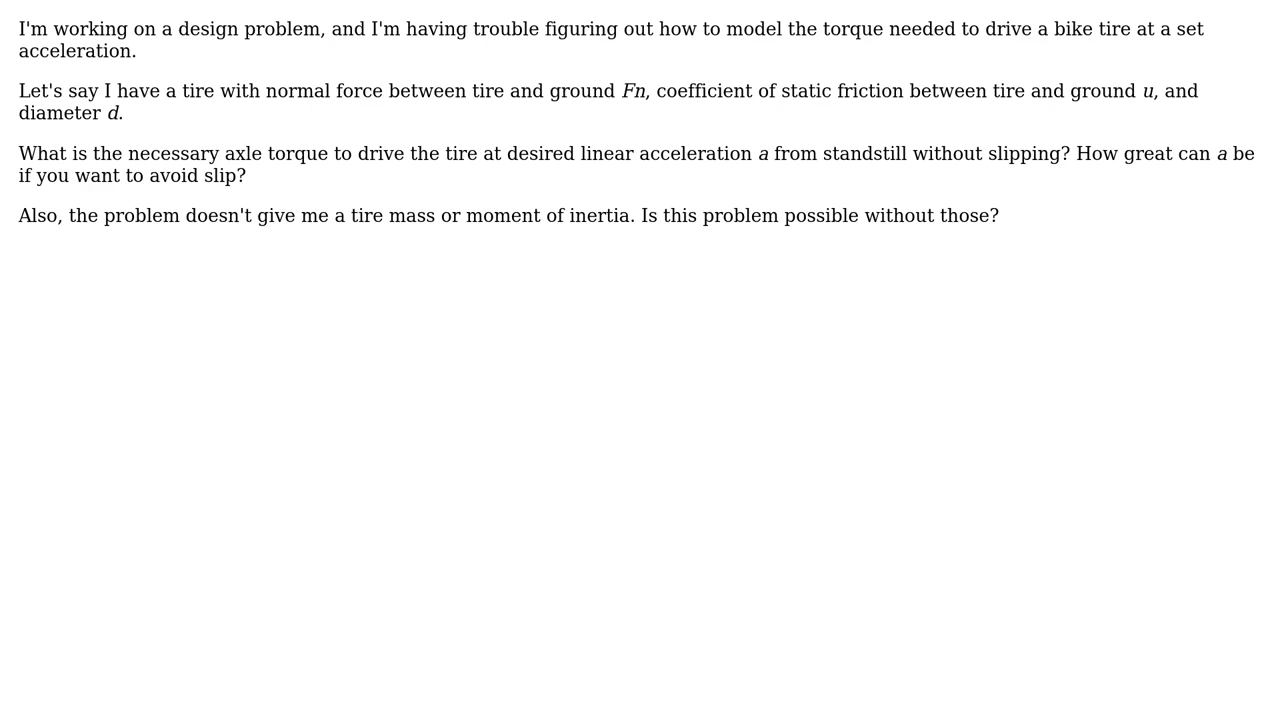 I'm working on a design problem, and I'm having trouble figuring out how to model the torque needed to drive a bike tire at a set
acceleration.
Let's say I have a tire with normal force between tire and ground Fn, coefficient of static friction between tire and ground u, and
diameter d.
What is the necessary axle torque to drive the tire at desired linear acceleration a from standstill without slipping? How great can a be
if you want to avoid slip?
Also, the problem doesn't give me a tire mass or moment of inertia. Is this problem possible without those?